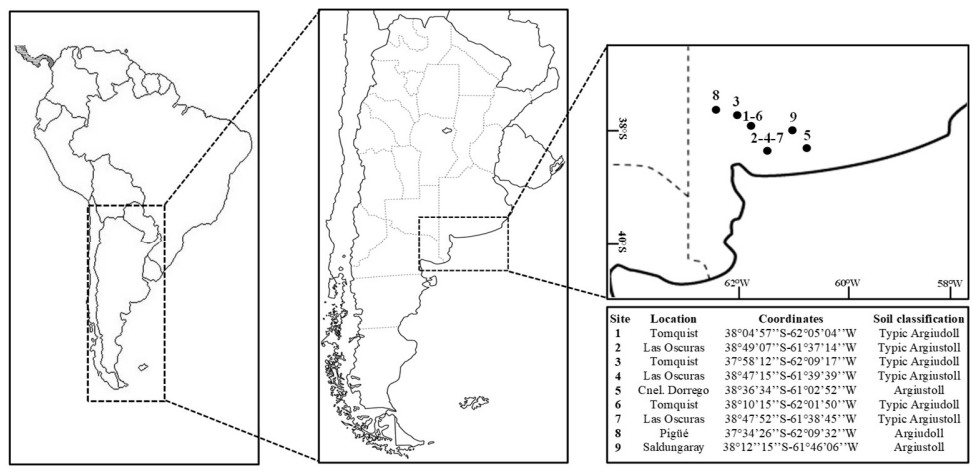 8
3
1-6
9
2-4-7
5
38°S
40°S
62ºW
60ºW
58ºW
Site Location Coordinates Soil classification
1 Tornquist 38°04’57’’S-62°05’04’’W Typic Argiudoll
2 Las Oscuras 38°49’07’’S-61°37’14’’W Typic Argiustoll
3 Tornquist 37°58’12’’S-62°09’17’’W Typic Argiudoll
4 Las Oscuras 38°47’15’’S-61°39’39’’W Typic Argiustoll
5 Cnel. Dorrego 38°36’34’’S-61°02’52’’W Argiustoll
6 Tornquist 38°10’15’’S-62°01’50’’W Typic Argiudoll
7 Las Oscuras 38°47’52’’S-61°38’45’’W Typic Argiustoll
8 Pigüé 37°34’26’’S-62°09’32’’W Argiudoll
9 Saldungaray 38°12’’15’’S-61°46’06’’W Argiustoll